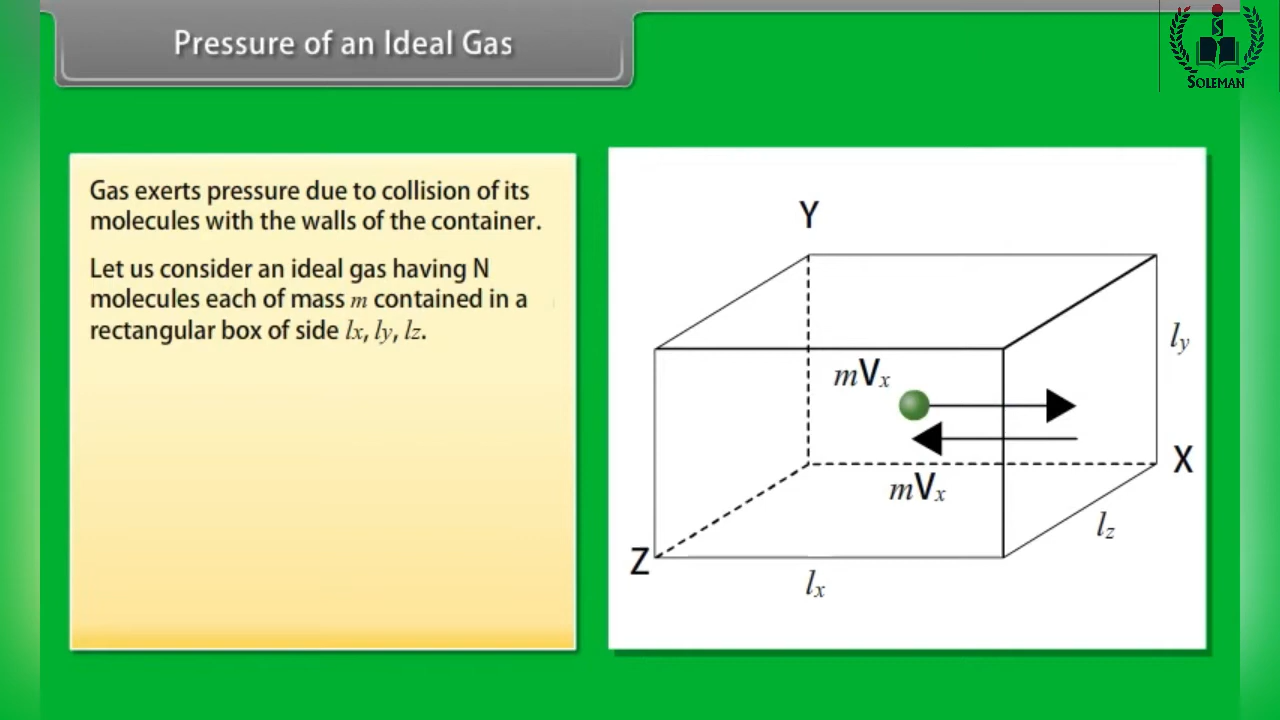 Pressure of an Ideal Gas
SOLEMAN
Gas exerts pressure due to collision of its
molecules with the walls of the container.
Let us consider an ideal gas having N
molecules each of mass m contained in a
rectangular box of side lx, ly, lz.
Y
ly
mVx
X
mVx
lz
Z
lx